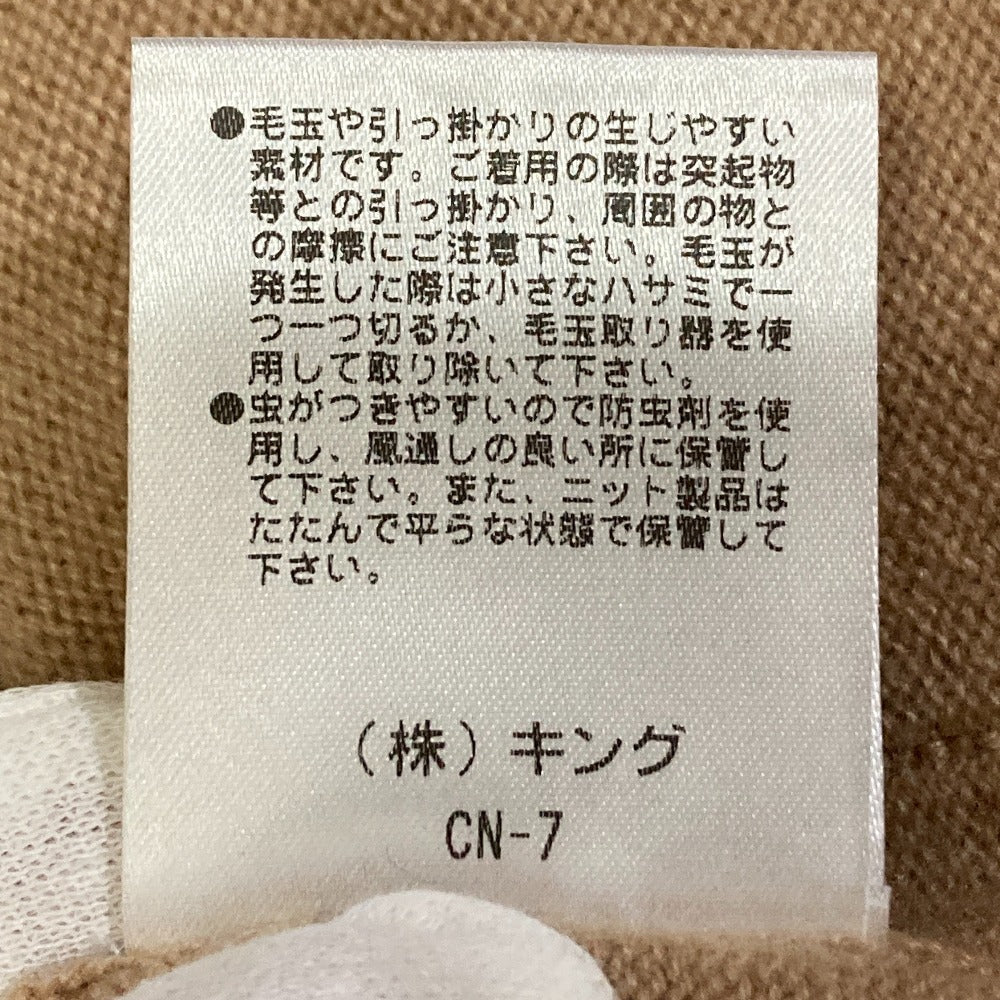 ●毛玉や引っ掛かりの生じやすい
素材です。ご着用の際は突起物
等との引っ掛かり、周囲の物と
の摩擦にご注意下さい。毛玉が
発生した際は小さなハサミで一
つ一つ切るか、毛玉取り器を使
用して取り除いて下さい。
●虫がつきやすいので防虫剤を使
用し、風通しの良い所に保管し
て下さい。また、ニット製品は
たたんで平らな状態で保管して
下さい。
（株）キング
CN-7